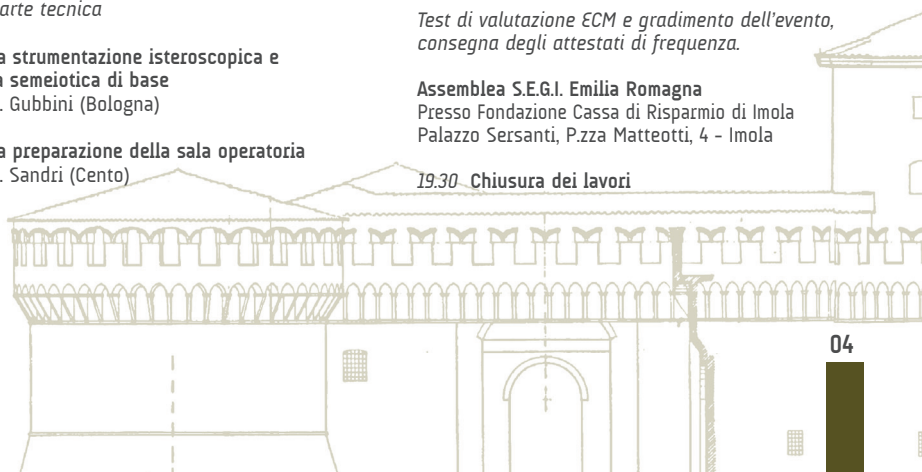 arte tecnica
a strumentazione isteroscopica e
a semeiotica di base
. Gubbini (Bologna)
a preparazione della sala operatoria
. Sandri (Cento)
Test di valutazione ECM e gradimento dell'evento,
consegna degli attestati di frequenza.
Assemblea S.E.G.I. Emilia Romagna
Presso Fondazione Cassa di Risparmio di Imola
Palazzo Sersanti, P.zza Matteotti, 4 - Imola
19.30 Chiusura dei lavori
04